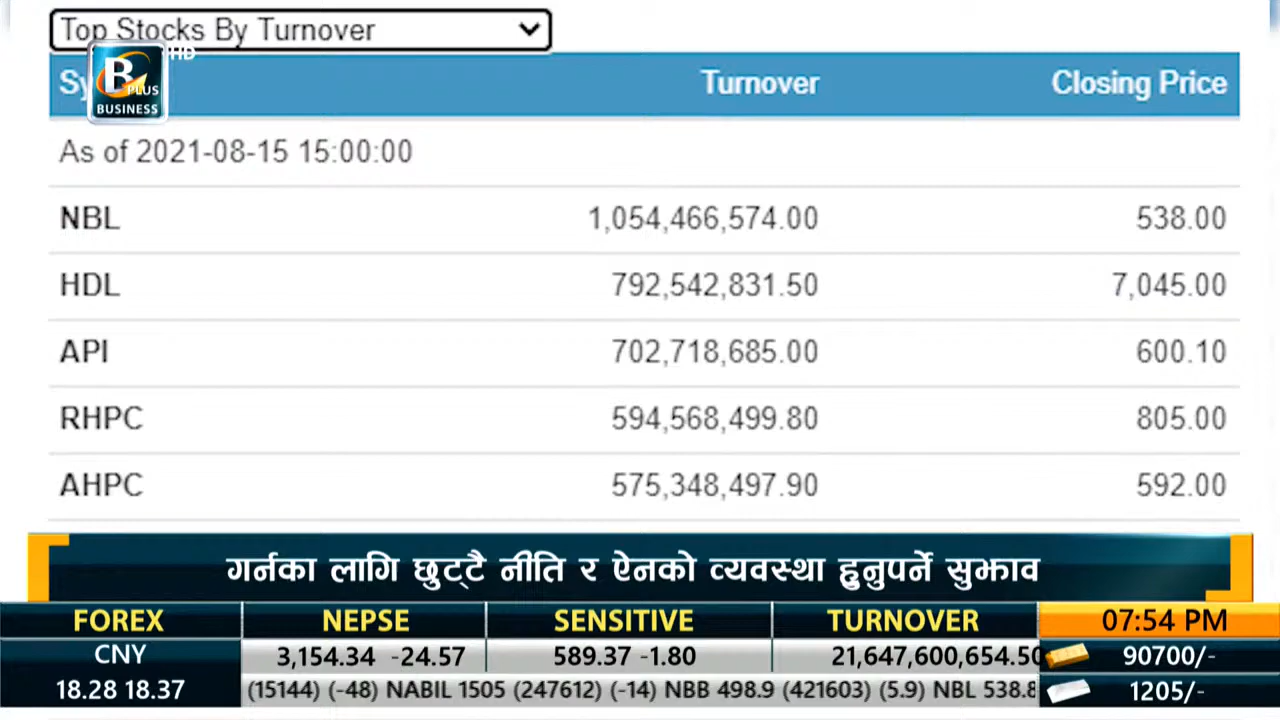 Top Stocks By Turnover
HD
B PLUS BUSINESS
Turnover Closing Price
As of 2021-08-15 15:00:00
NBL 1,054,466,574.00 538.00
HDL 792,542,831.50 7,045.00
API 702,718,685.00 600.10
RHPC 594,568,499.80 805.00
AHPC 575,348,497.90 592.00
गर्नका लागि छुट्टै नीति र ऐनको व्यवस्था हुनुपर्ने सुझाव
FOREX NEPSE SENSITIVE TURNOVER 07:54 PM
CNY 3,154.34 -24.57 589.37 -1.80 21,647,600,654.50 90700/-
18.28 18.37 (15144) (-48) NABIL 1505 (247612) (-14) NBB 498.9 (421603) (5.9) NBL 538.8 1205/-